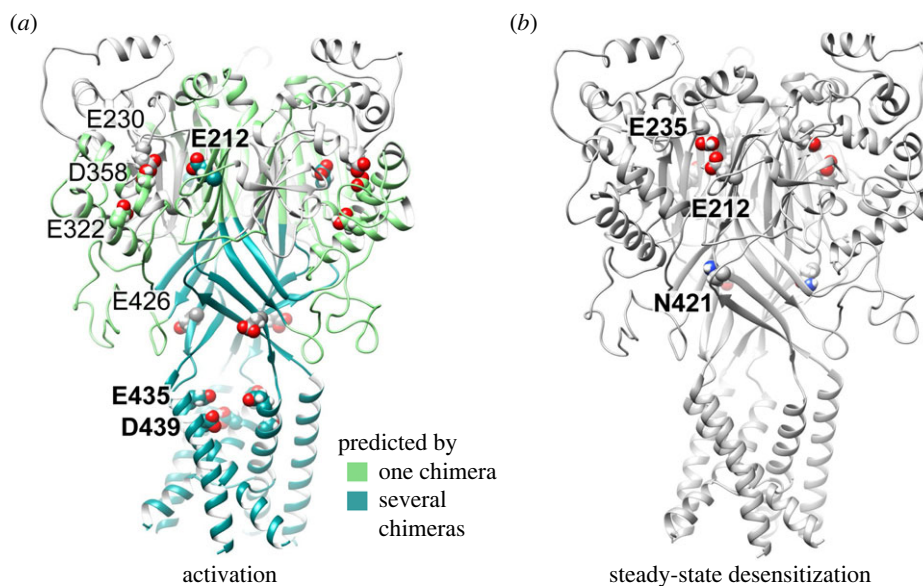 (a)
E230
E212
D358
E322
E426
E435
D439
predicted by
one chimera
several
chimeras
activation
(b)
E235
E212
N421
steady-state desensitization